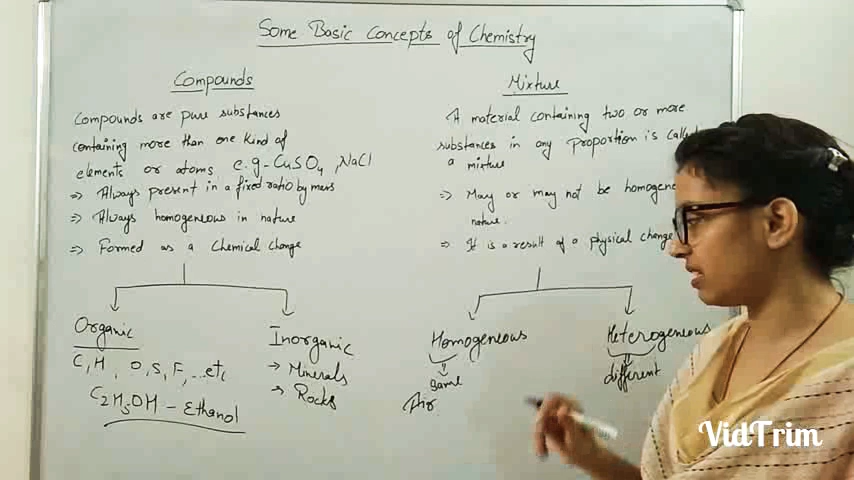 Some Basic Concepts of Chemistry
Compounds
Compounds are pure substances
containing more than one kind of
elements or atoms e.g-CuSO4, NaCl
⇒ Always present in a fixed ratio by mass
⇒ Always homogeneous in nature
⇒ Formed as a chemical change
Organic
C, H, O, S, F, ...etc
C2H5OH - Ethanol
Inorganic
→ Minerals
→ Rocks
Mixture
A material containing two or more
substances in any proportion is
a mixture
⇒ May or may not be
nature.
⇒ It is a result of a physical change
Homogeneous
same
Air
Heterogeneous
different
VidTrim